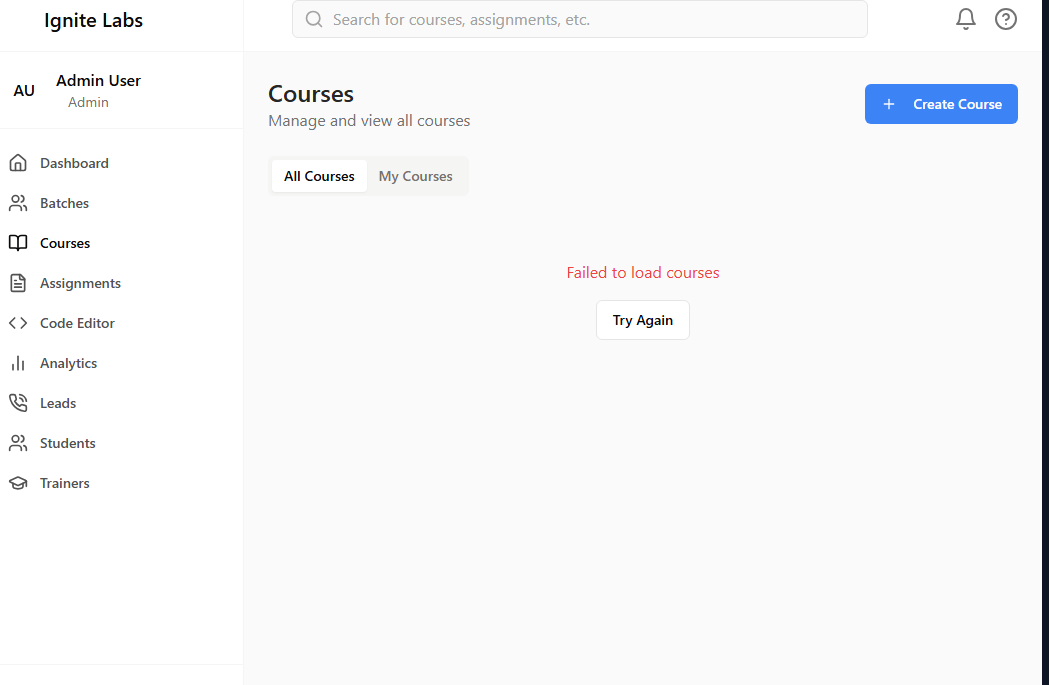 Ignite Labs
Search for courses, assignments, etc.
AU
Admin User
Admin
Dashboard
Batches
Courses
Assignments
Code Editor
Analytics
Leads
Students
Trainers
Courses
Manage and view all courses
+ Create Course
All Courses
My Courses
Failed to load courses
Try Again